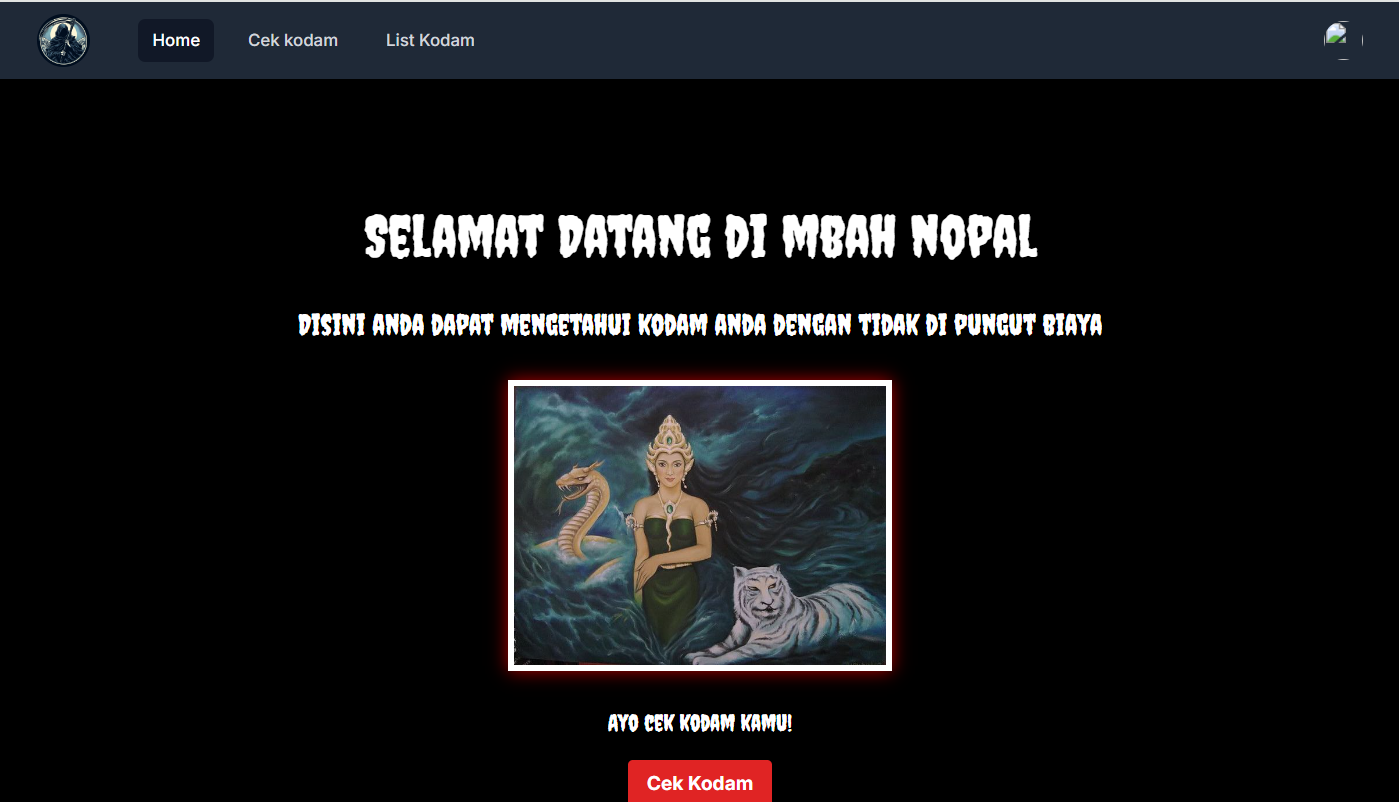 Home
Cek kodam
List Kodam
SELAMAT DATANG DI MBAH NOPAL
DISINI ANDA DAPAT MENGETAHUI KODAM ANDA DENGAN TIDAK DI PUNGUT BIAYA
AYO CEK KODAM KAMU!
Cek Kodam